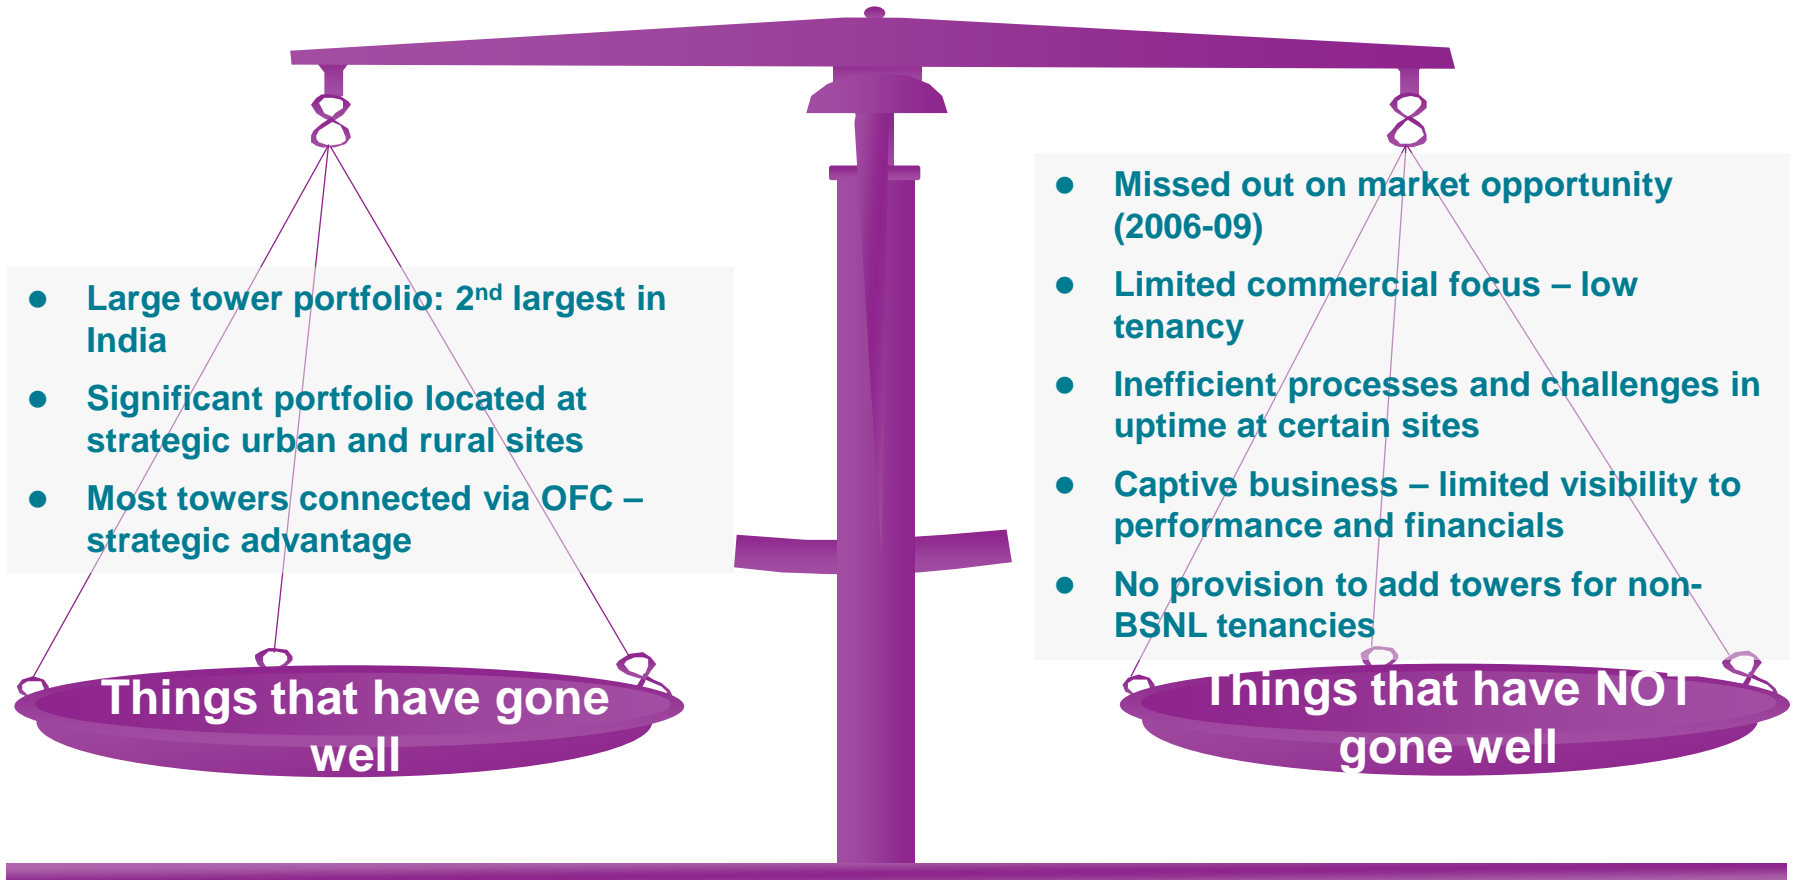 ● Large tower portfolio: 2nd largest in
India
● Significant portfolio located at
strategic urban and rural sites
● Most towers connected via OFC –
strategic advantage
Things that have gone
well
● Missed out on market opportunity
(2006-09)
● Limited commercial focus – low
tenancy
● Inefficient processes and challenges in
uptime at certain sites
● Captive business – limited visibility to
performance and financials
● No provision to add towers for non-
BSNL tenancies
Things that have NOT
gone well